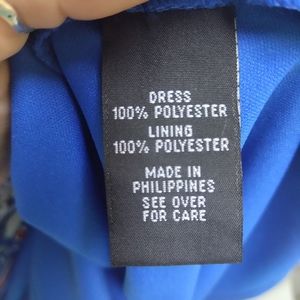 DRESS
100% POLYESTER
LINING
100% POLYESTER
MADE IN
PHILIPPINES
SEE OVER
FOR CARE